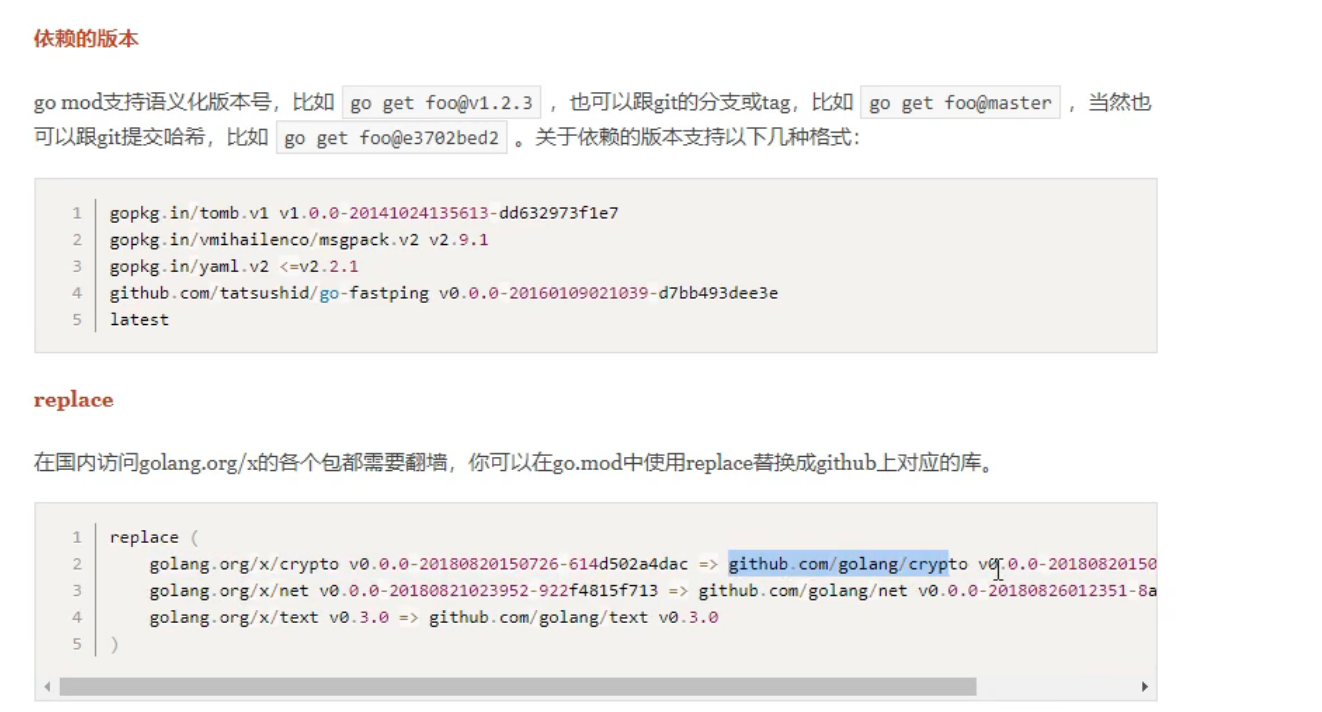 依赖的版本
go mod支持语义化版本号，比如 go get foo@v1.2.3 ，也可以跟git的分支或tag，比如 go get foo@master ，当然也
可以跟git提交哈希，比如 go get foo@e3702bed2 。关于依赖的版本支持以下几种格式：
1 gopkg.in/tomb.v1 v1.0.0-20141024135613-dd632973f1e7
2 gopkg.in/vmihailenco/msgpack.v2 v2.9.1
3 gopkg.in/yaml.v2 <=v2.2.1
4 github.com/tatsushid/go-fastping v0.0.0-20160109021039-d7bb493dee3e
5 latest
replace
在国内访问golang.org/x的各个包都需要翻墙，你可以在go.mod中使用replace替换成github上对应的库。
1 replace (
2 golang.org/x/crypto v0.0.0-20180820150726-614d502a4dac => github.com/golang/crypto v0.0.0-20180820150
3 golang.org/x/net v0.0.0-20180821023952-922f4815f713 => github.com/golang/net v0.0.0-20180826012351-8a
4 golang.org/x/text v0.3.0 => github.com/golang/text v0.3.0
5 )